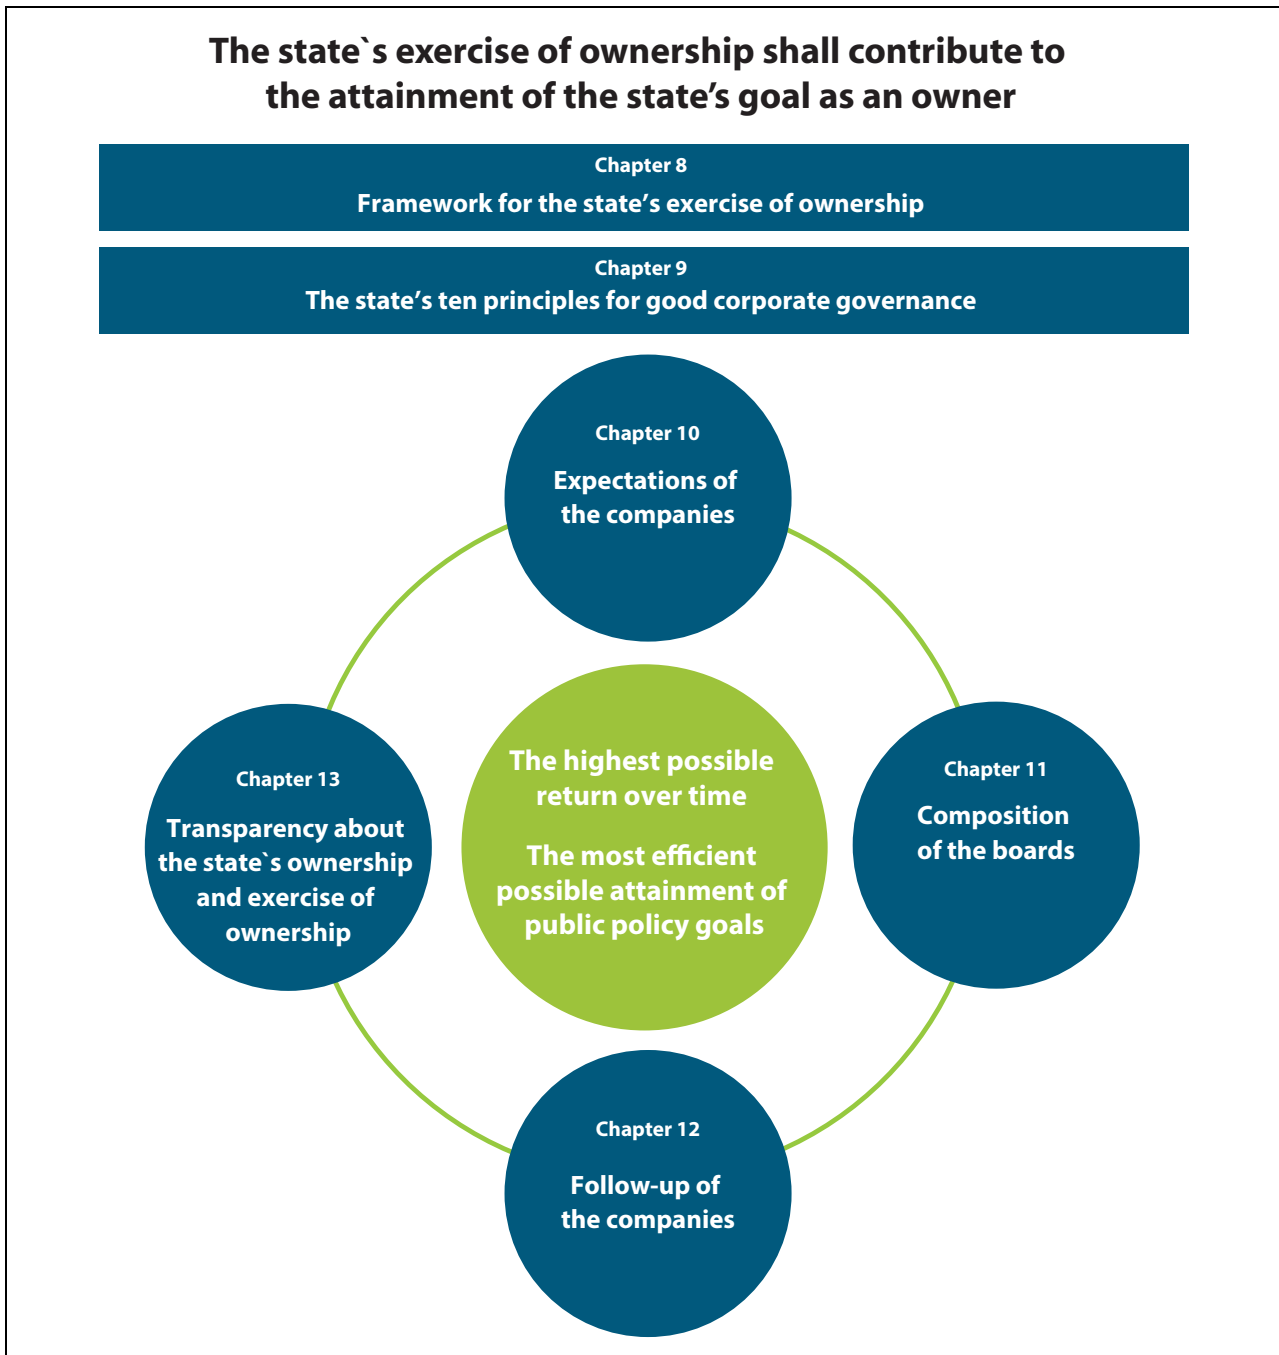 The state`s exercise of ownership shall contribute to
the attainment of the state’s goal as an owner
Chapter 8
Framework for the state’s exercise of ownership
Chapter 9
The state’s ten principles for good corporate governance
Chapter 10
Expectations of
the companies
Chapter 13
Transparency about
the state`s ownership
and exercise of
ownership
The highest possible
return over time
The most efficient
possible attainment of
public policy goals
Chapter 11
Composition
of the boards
Chapter 12
Follow-up of
the companies